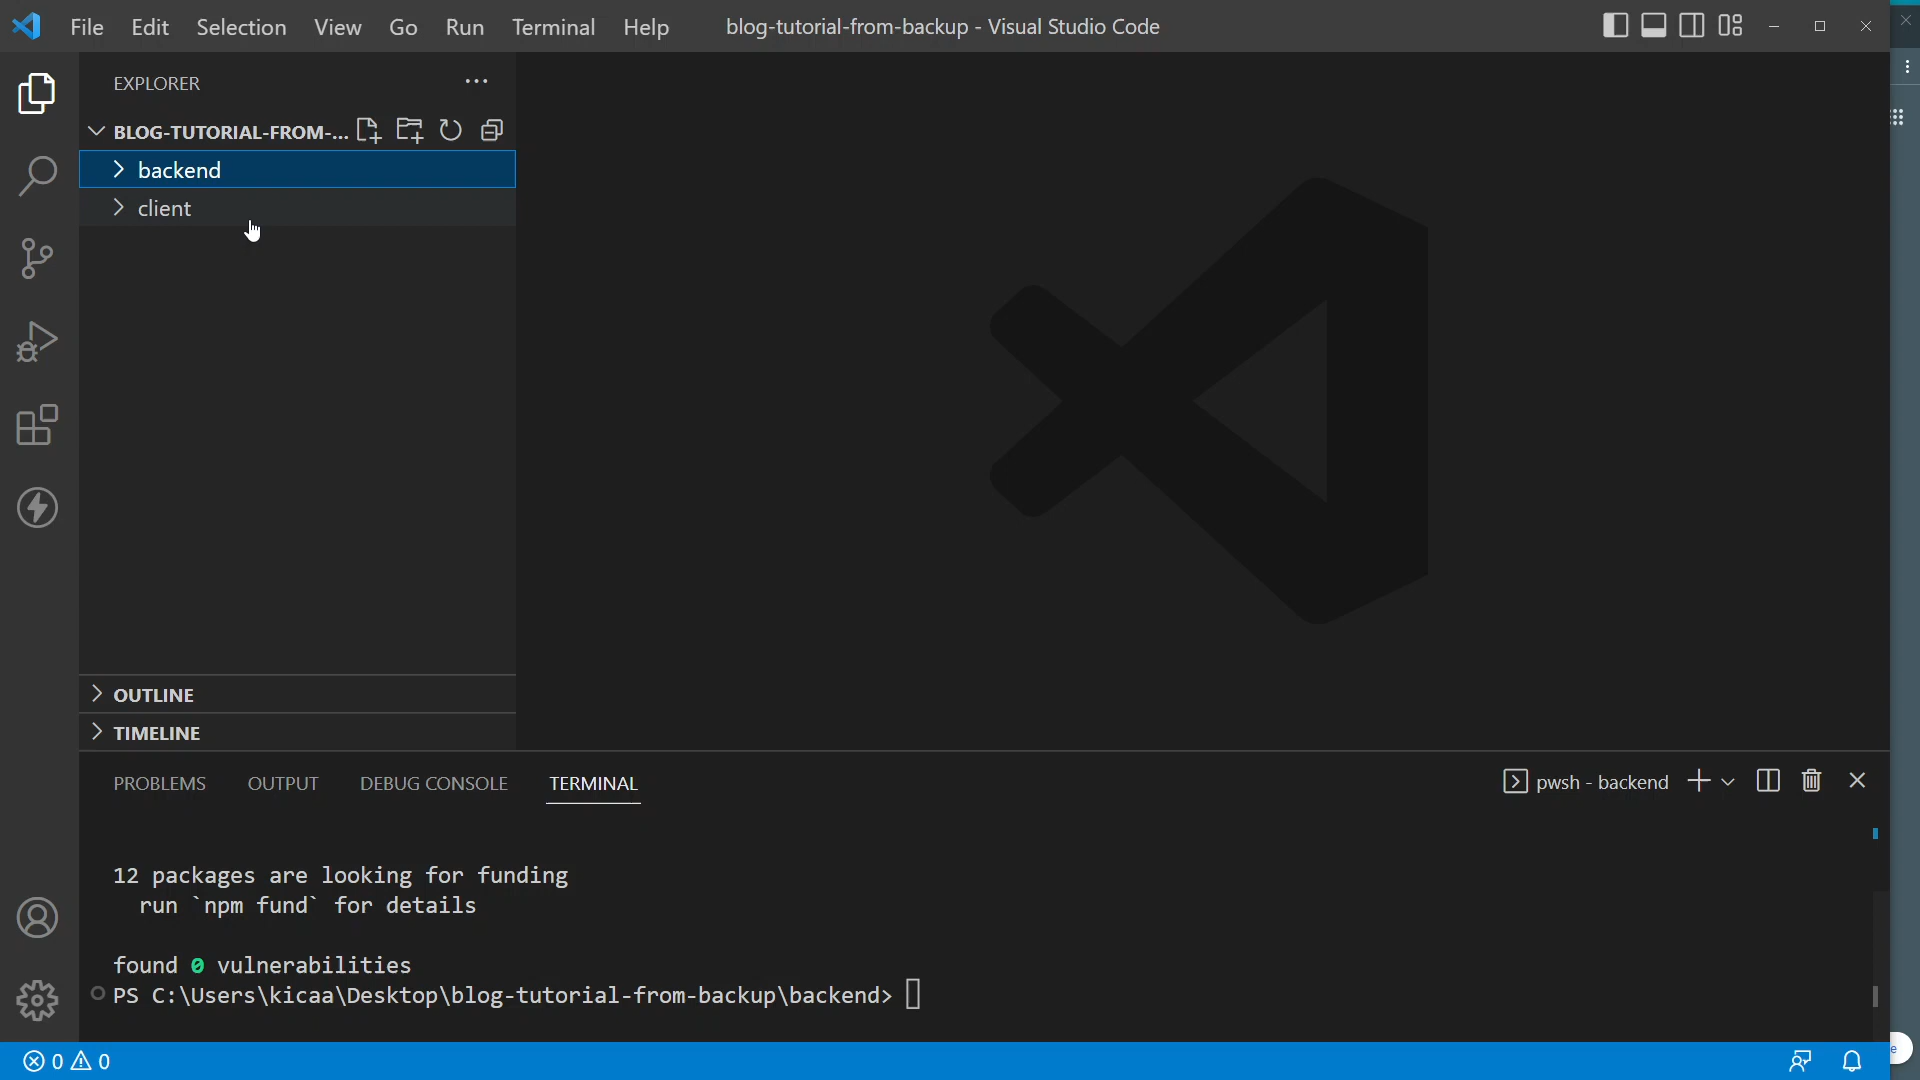 File Edit Selection View Go Run Terminal Help blog-tutorial-from-backup - Visual Studio Code
EXPLORER
BLOG-TUTORIAL-FROM-...
backend
client
OUTLINE
TIMELINE
PROBLEMS OUTPUT DEBUG CONSOLE TERMINAL pwsh - backend
12 packages are looking for funding
run `npm fund` for details
found 0 vulnerabilities
PS C:\Users\kicaa\Desktop\blog-tutorial-from-backup\backend>
0 0
e